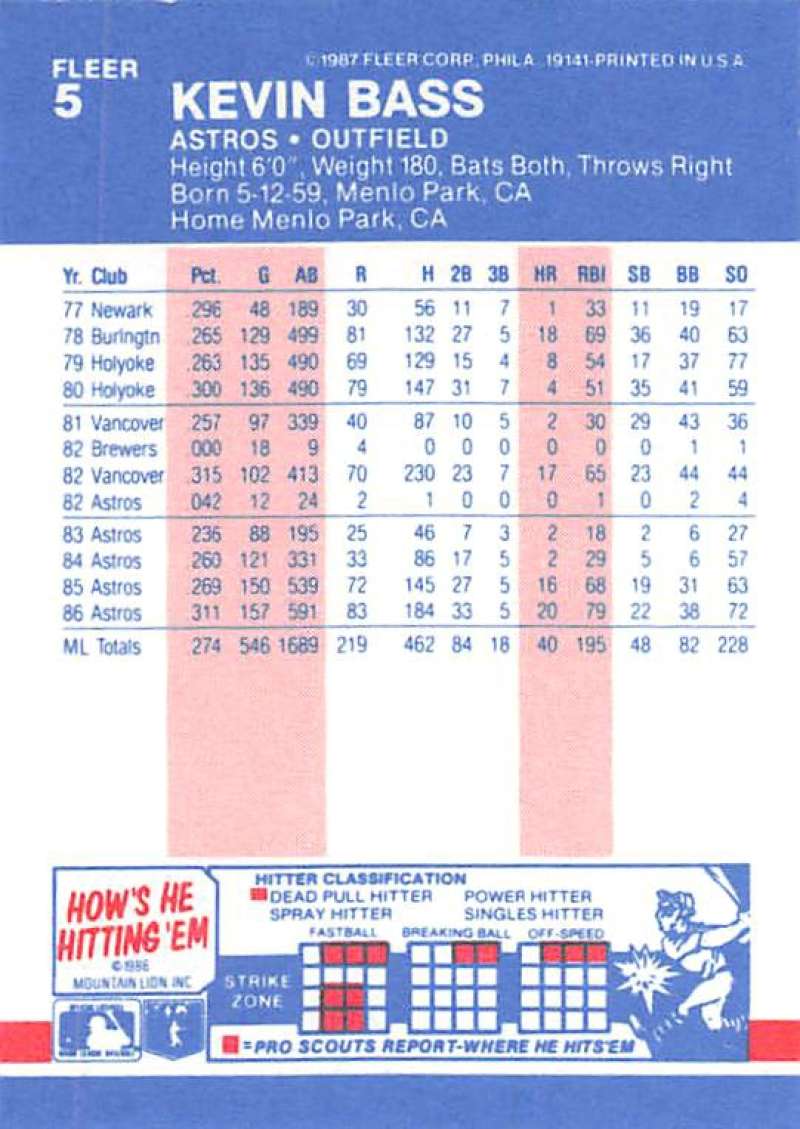 ©1987 FLEER CORP. PHILA. 19141-PRINTED IN U S A
FLEER
5 KEVIN BASS
ASTROS • OUTFIELD
Height 6'0", Weight 180, Bats Both, Throws Right
Born 5-12-59, Menlo Park, CA
Home Menlo Park, CA
Yr. Club Pct. G AB R H 2B 3B HR RBI SB BB SO
77 Newark .296 48 189 30 56 11 7 1 33 11 19 17
78 Burlngtn .265 129 499 81 132 27 5 18 69 36 40 63
79 Holyoke .263 135 490 69 129 15 4 8 54 17 37 77
80 Holyoke .300 136 490 79 147 31 7 4 51 35 41 59
81 Vancover .257 97 339 40 87 10 5 2 30 29 43 36
82 Brewers .000 18 9 4 0 0 0 0 0 0 1 1
82 Vancover .315 102 413 70 230 23 7 17 65 23 44 44
82 Astros .042 12 24 2 1 0 0 0 1 0 2 4
83 Astros .236 88 195 25 46 7 3 2 18 2 6 27
84 Astros .260 121 331 33 86 17 5 2 29 5 6 57
85 Astros .269 150 539 72 145 27 5 16 68 19 31 63
86 Astros .311 157 591 83 184 33 5 20 79 22 38 72
ML Totals .274 546 1689 219 462 84 18 40 195 48 82 228
HOW'S HE
HITTING 'EM
©1986
MOUNTAIN LION INC
HITTER CLASSIFICATION
DEAD PULL HITTER POWER HITTER
SPRAY HITTER SINGLES HITTER
FASTBALL BREAKING BALL OFF-SPEED
STRIKE
ZONE
=PRO SCOUTS REPORT-WHERE HE HITS 'EM